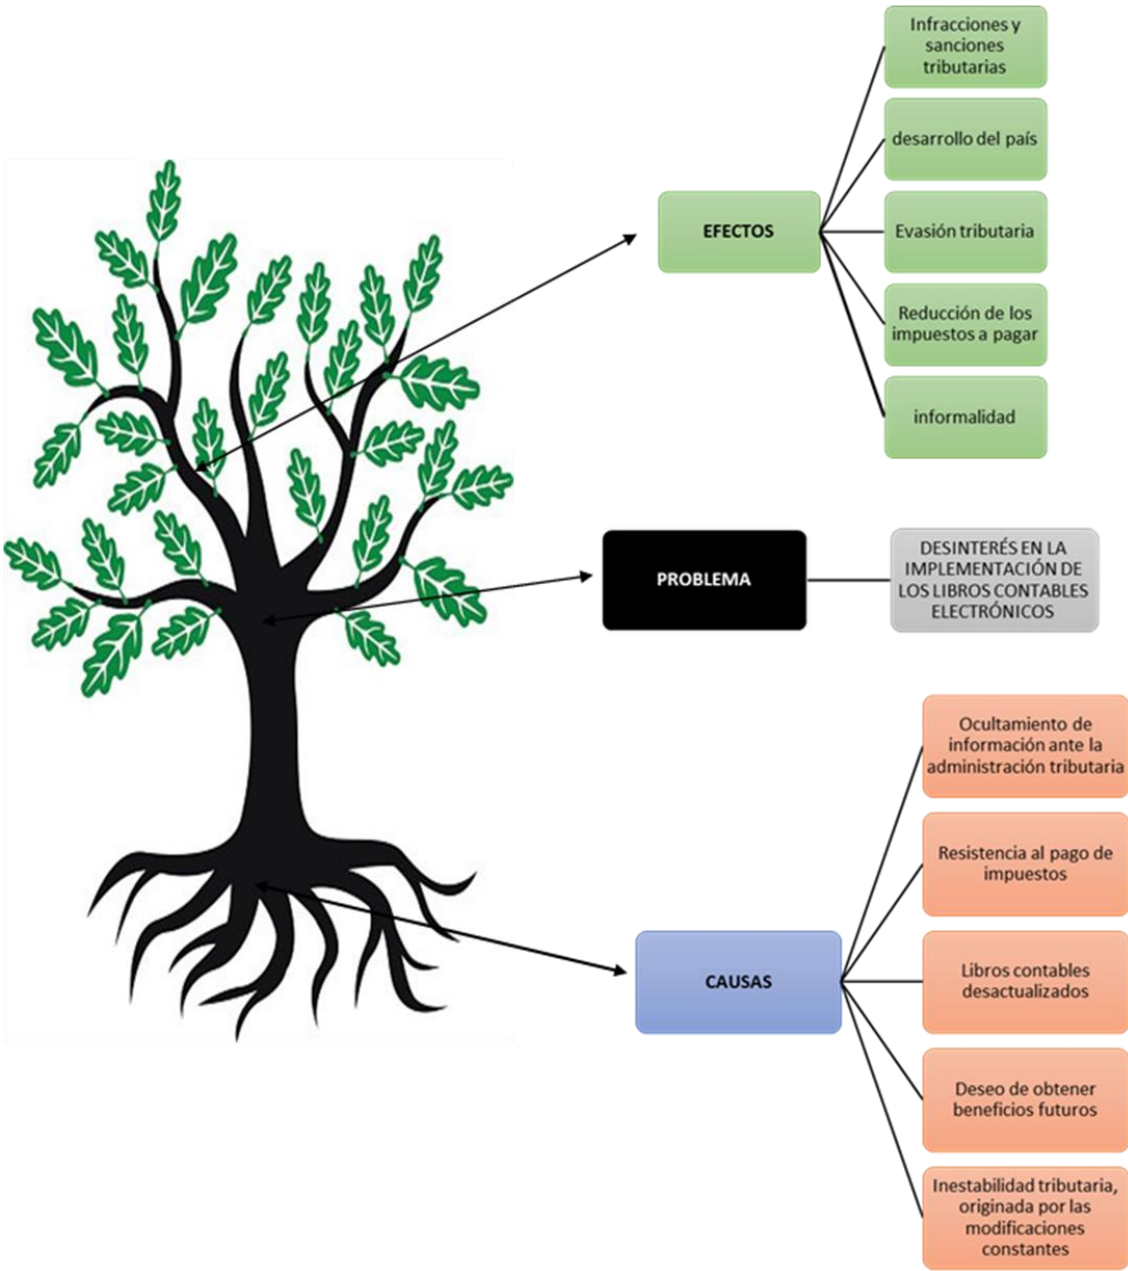 Infracciones y
sanciones
tributarias
desarrollo del país
EFECTOS
Evasión tributaria
Reducción de los
impuestos a pagar
informalidad
PROBLEMA
DESINTERÉS EN LA
IMPLEMENTACIÓN DE
LOS LIBROS CONTABLES
ELECTRÓNICOS
Ocultamiento de
información ante la
administración tributaria
Resistencia al pago de
impuestos
CAUSAS
Libros contables
desactualizados
Deseo de obtener
beneficios futuros
Inestabilidad tributaria,
originada por las
modificaciones
constantes